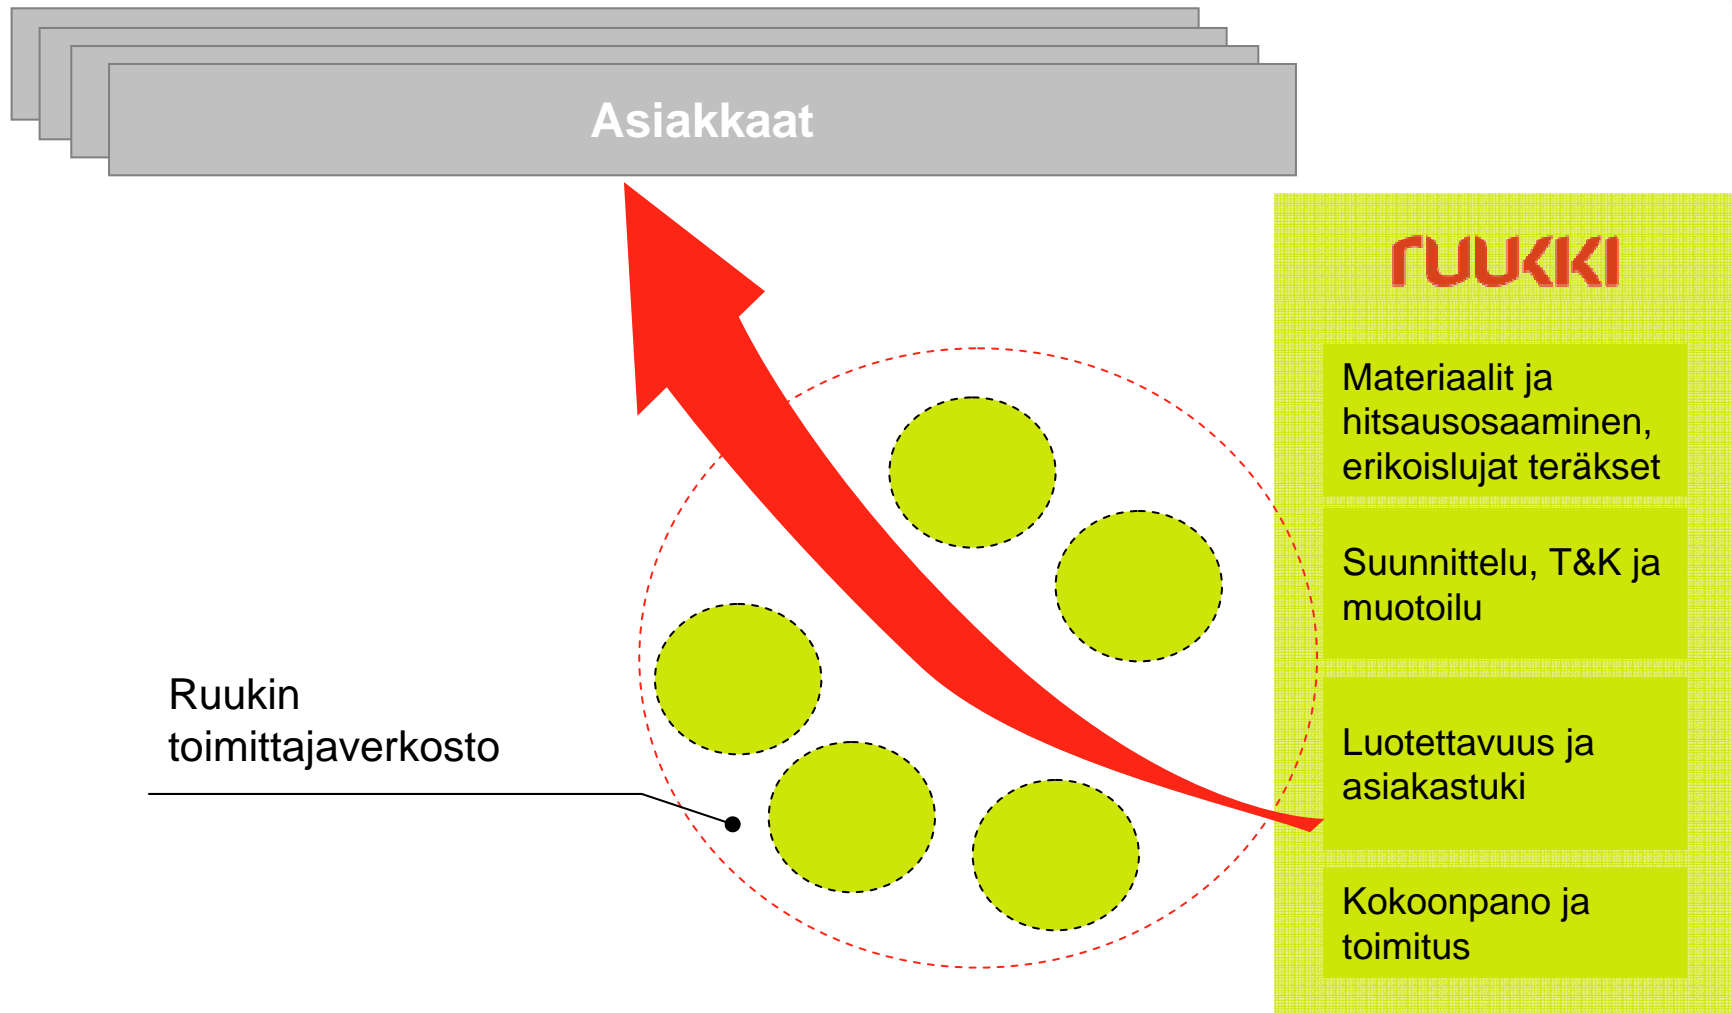 Asiakkaat
ruukki
Materiaalit ja
hitsausosaaminen,
erikoislujat teräkset
Suunnittelu, T&K ja
muotoilu
Luotettavuus ja
asiakastuki
Kokoonpano ja
toimitus
Ruukin
toimittajaverkosto